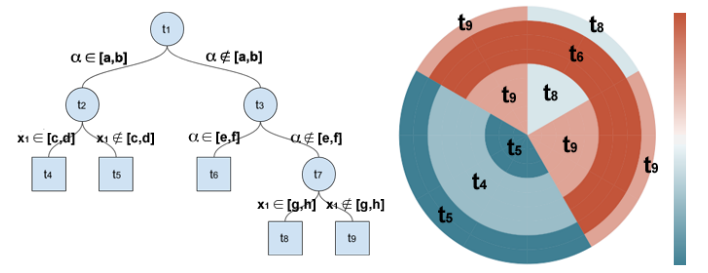 t1
α ∈ [a,b]
α ∉ [a,b]
t2
t3
x1 ∈ [c,d]
x1 ∉ [c,d]
α ∈ [e,f]
α ∉ [e,f]
t4
t5
t6
t7
x1 ∈ [g,h]
x1 ∉ [g,h]
t8
t9
t9
t8
t6
t9
t8
t9
t5
t4
t9
t5